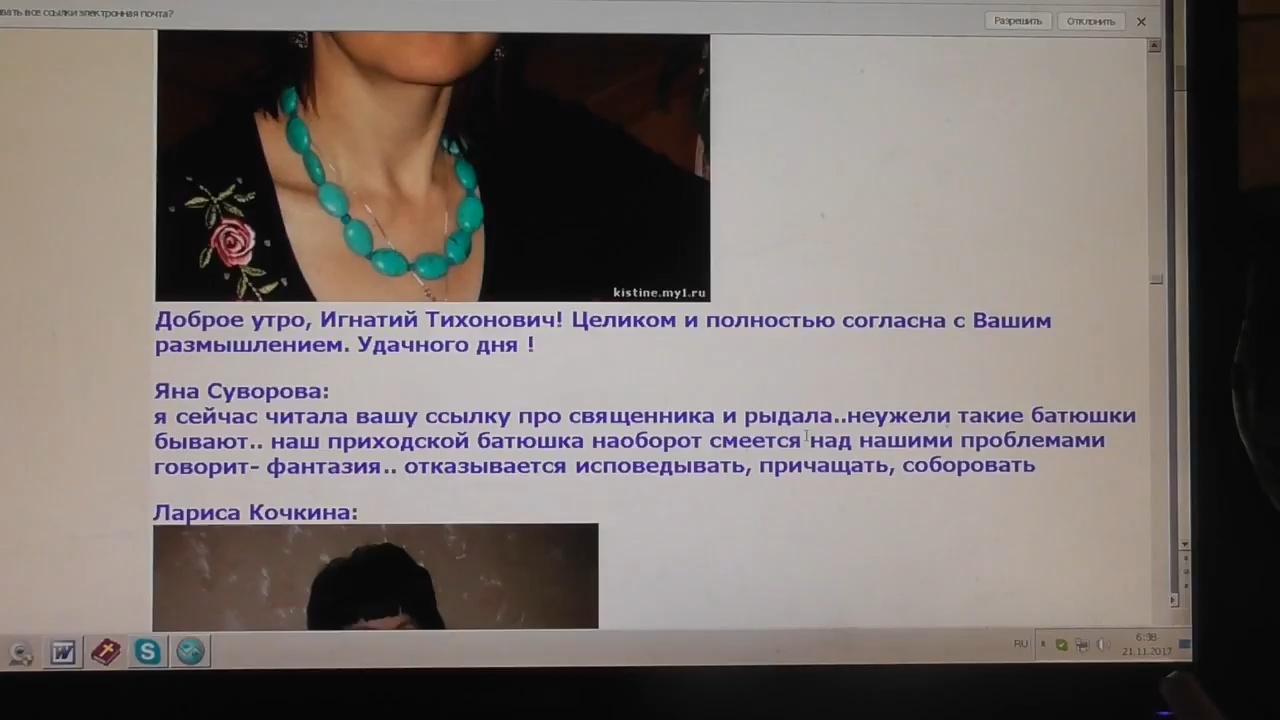 вать все ссылки электронная почта?
Разрешить
Отклонить
kistine.my1.ru
Доброе утро, Игнатий Тихонович! Целиком и полностью согласна с Вашим
размышлением. Удачного дня !
Яна Суворова:
я сейчас читала вашу ссылку про священника и рыдала..неужели такие батюшки
бывают.. наш приходской батюшка наоборот смеется над нашими проблемами
говорит- фантазия.. отказывается исповедывать, причащать, соборовать
Лариса Кочкина:
RU
6:38
21.11.2017